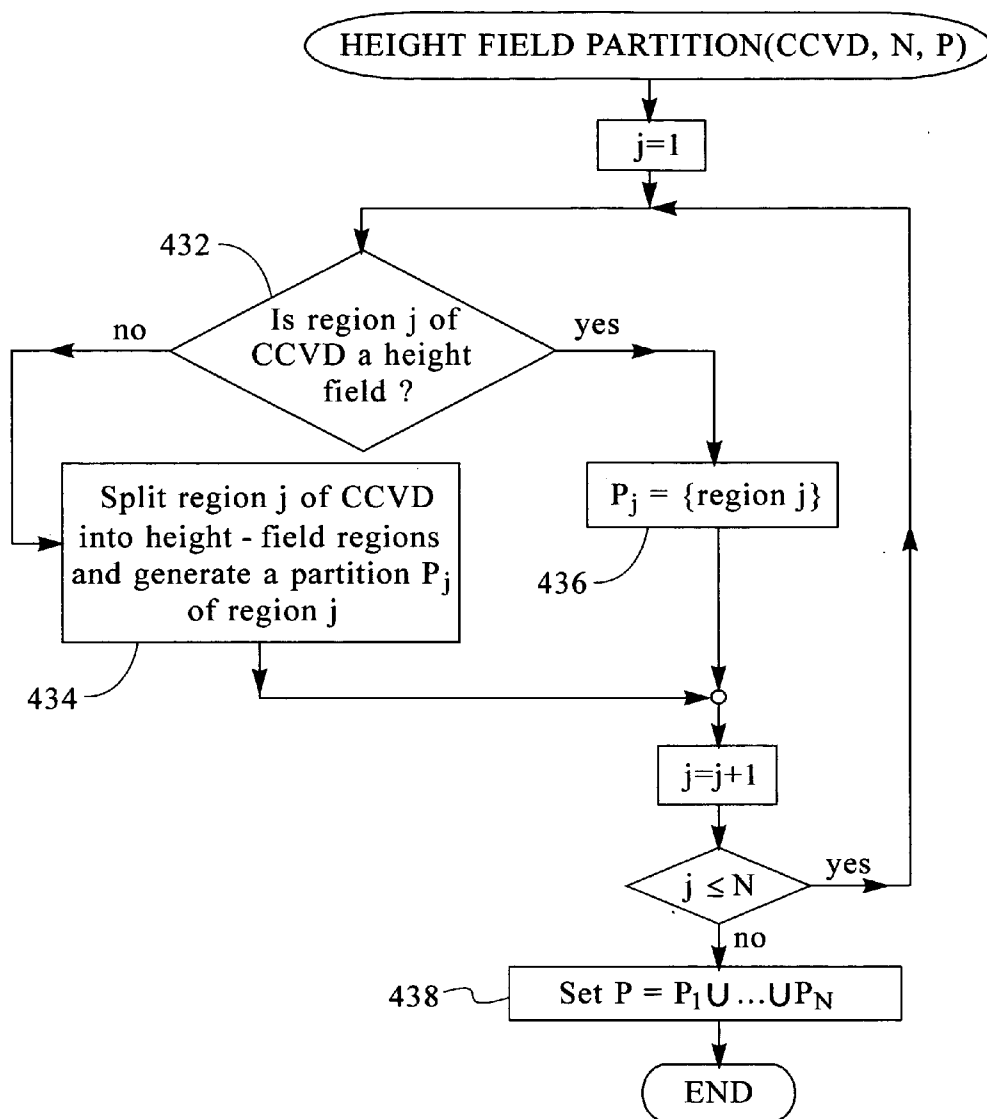 HEIGHT FIELD PARTITION(CCVD, N, P)
j=1
432
Is region j of
CCVD a height
field ?
no
yes
Split region j of CCVD
into height - field regions
and generate a partition Pj
of region j
434
Pj = {region j}
436
j=j+1
j ≤ N
yes
no
438
Set P = P1 ∪ ... ∪ PN
END